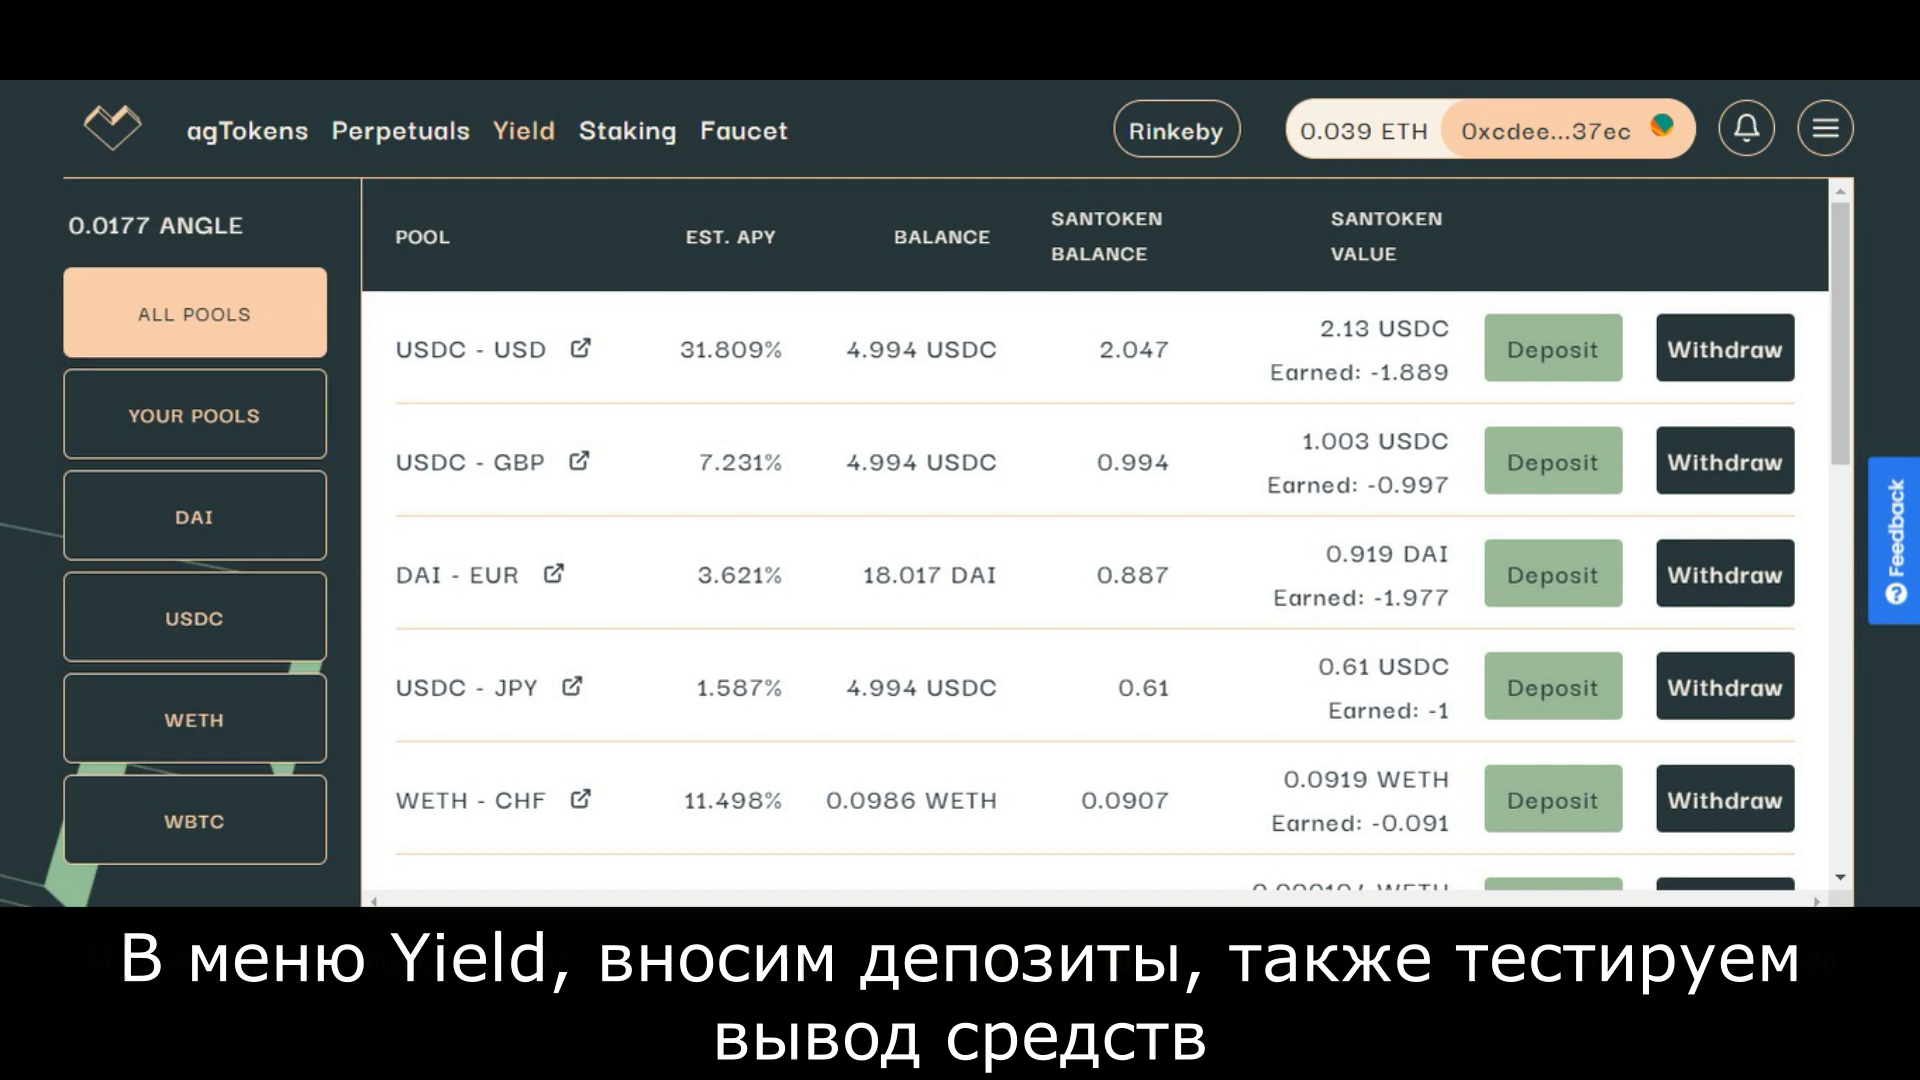 agTokens Perpetuals Yield Staking Faucet Rinkeby 0.039 ETH 0xcdee...37ec
0.0177 ANGLE
ALL POOLS
YOUR POOLS
DAI
USDC
WETH
WBTC
POOL EST. APY BALANCE SANTOKEN BALANCE SANTOKEN VALUE
USDC - USD 31.809% 4.994 USDC 2.047 2.13 USDC Deposit Withdraw
Earned: -1.889
USDC - GBP 7.231% 4.994 USDC 0.994 1.003 USDC Deposit Withdraw
Earned: -0.997
DAI - EUR 3.621% 18.017 DAI 0.887 0.919 DAI Deposit Withdraw
Earned: -1.977
USDC - JPY 1.587% 4.994 USDC 0.61 0.61 USDC Deposit Withdraw
Earned: -1
WETH - CHF 11.498% 0.0986 WETH 0.0907 0.0919 WETH Deposit Withdraw
Earned: -0.091
Feedback
В меню Yield, вносим депозиты, также тестируем
вывод средств